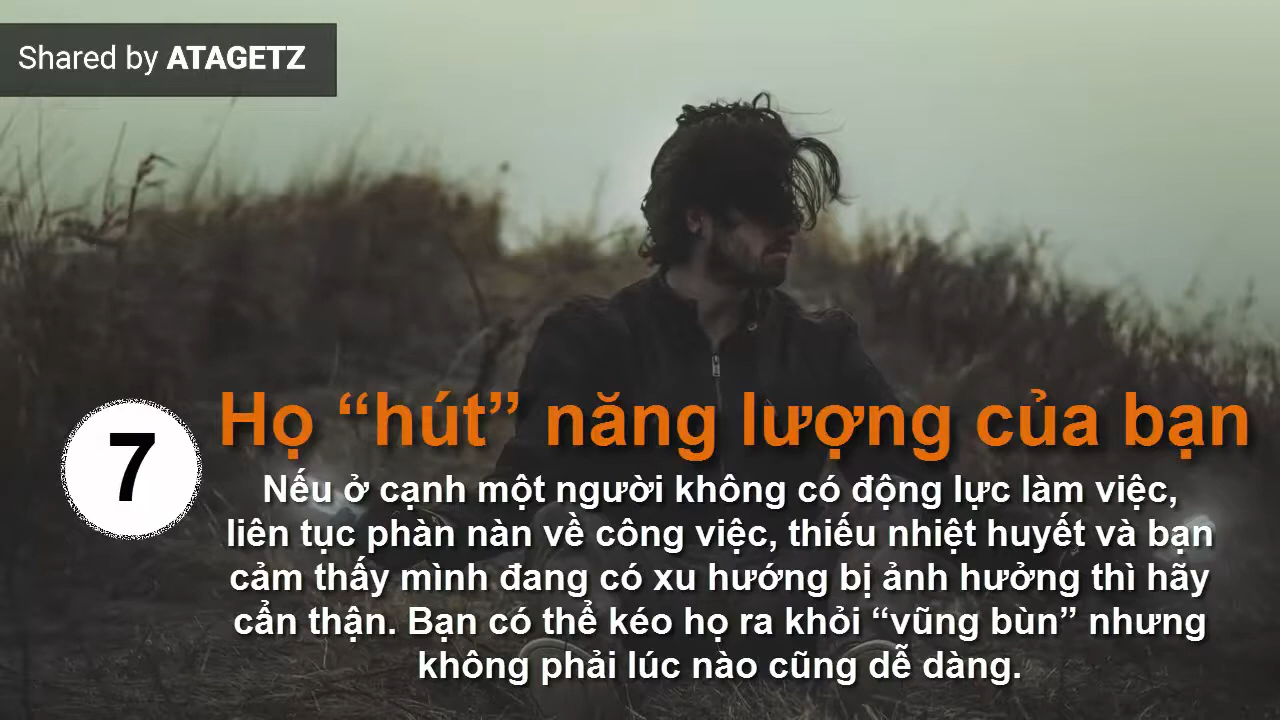 Shared by ATAGETZ
7
Họ “hút” năng lượng của bạn
Nếu ở cạnh một người không có động lực làm việc,
liên tục phàn nàn về công việc, thiếu nhiệt huyết và bạn
cảm thấy mình đang có xu hướng bị ảnh hưởng thì hãy
cẩn thận. Bạn có thể kéo họ ra khỏi “vũng bùn” nhưng
không phải lúc nào cũng dễ dàng.